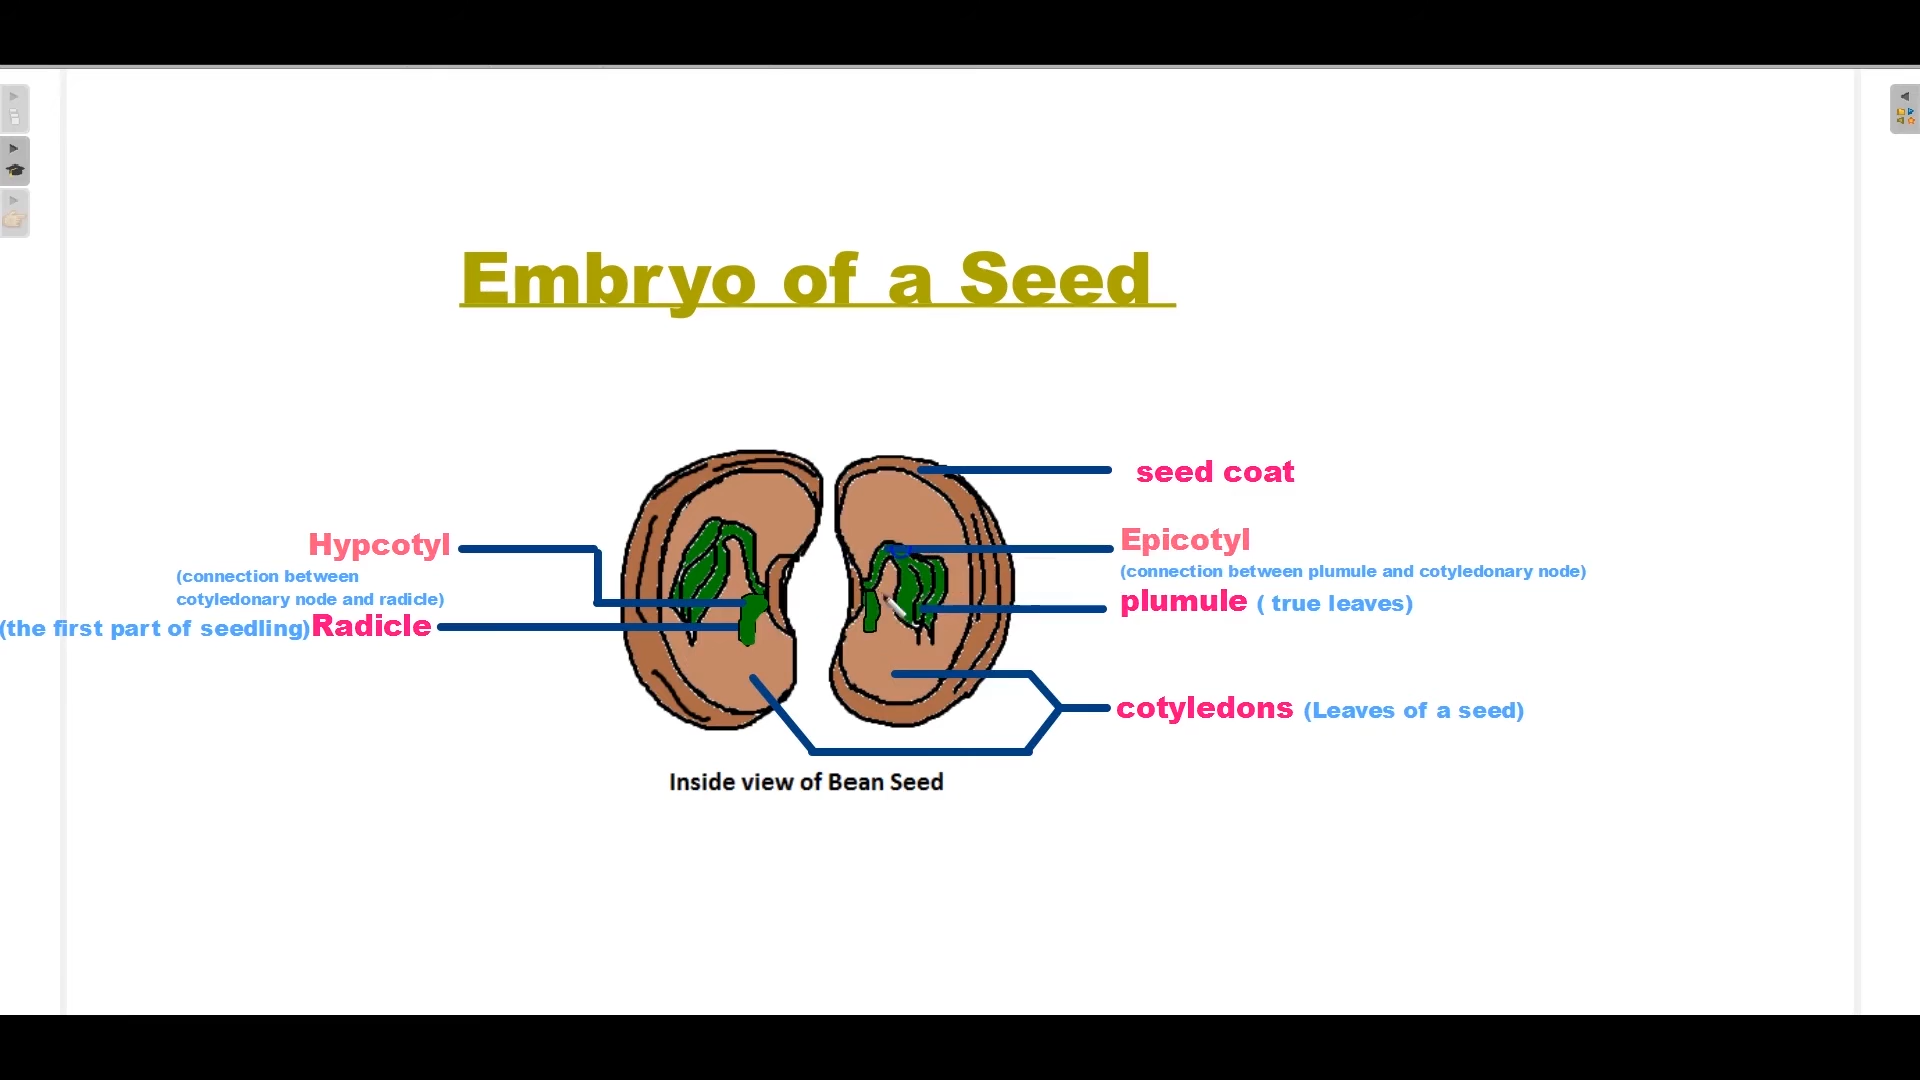 Embryo of a Seed
seed coat
Hypcotyl
(connection between
cotyledonary node and radicle)
(the first part of seedling)Radicle
Epicotyl
(connection between plumule and cotyledonary node)
plumule ( true leaves)
cotyledons (Leaves of a seed)
Inside view of Bean Seed